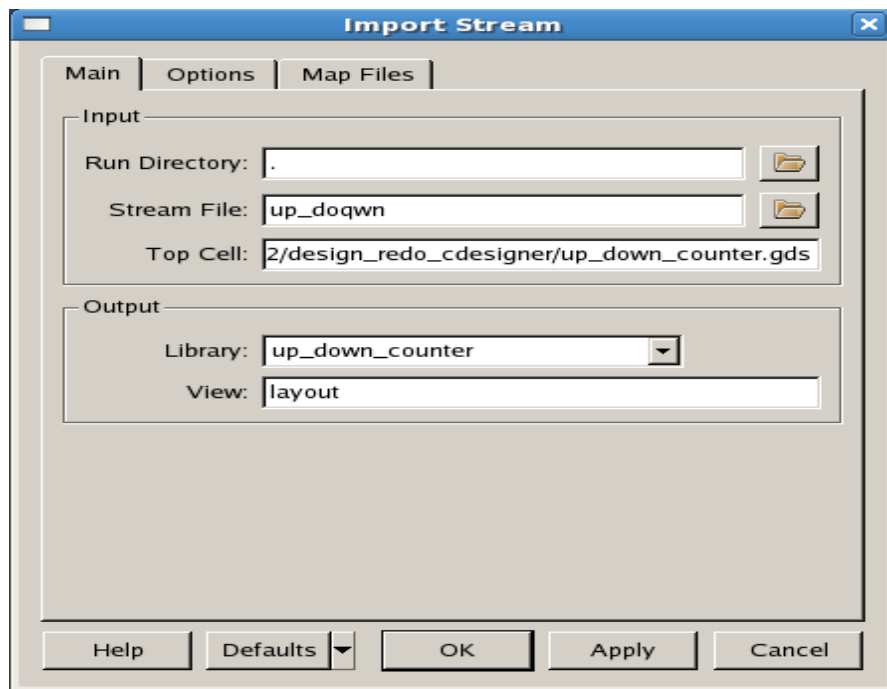 Import Stream
Main Options Map Files
Input
Run Directory: .
Stream File: up_doqwn
Top Cell: 2/design_redo_cdesigner/up_down_counter.gds
Output
Library: up_down_counter
View: layout
Help Defaults OK Apply Cancel